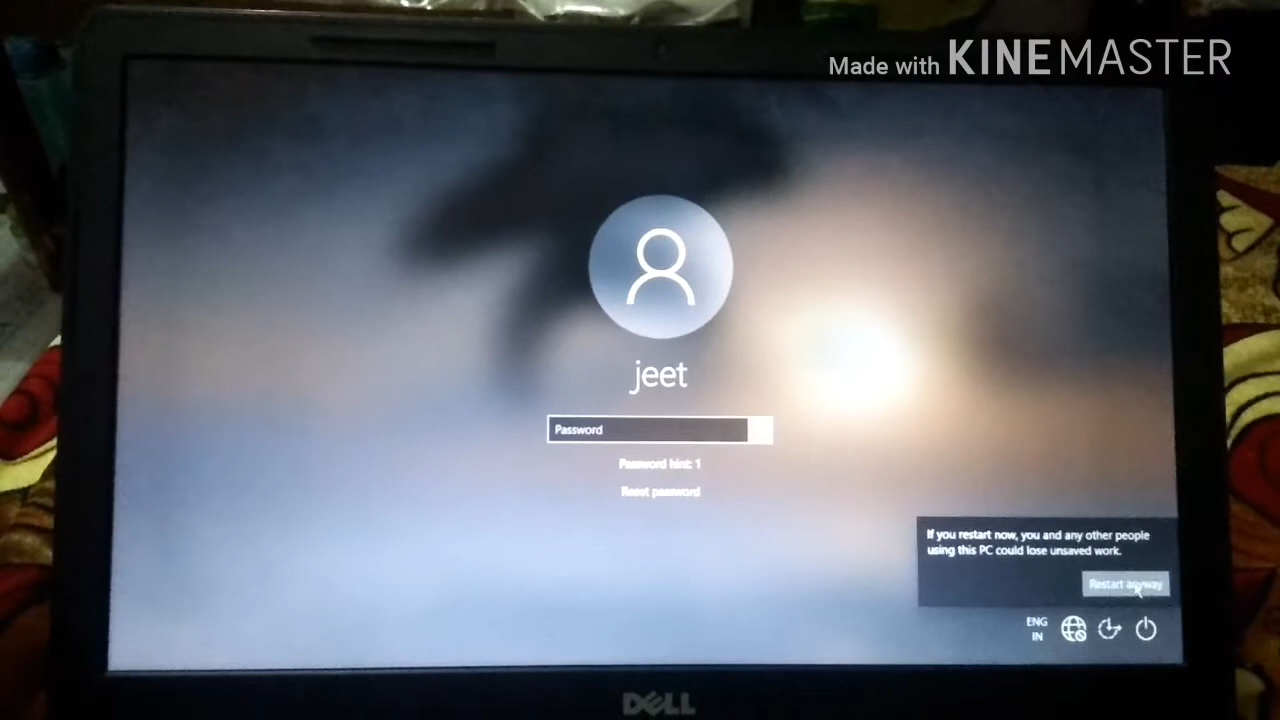 Made with KINEMASTER
jeet
Password
Password hint: 1
Reset password
If you restart now, you and any other people
using this PC could lose unsaved work.
Restart anyway
ENG
IN
DELL